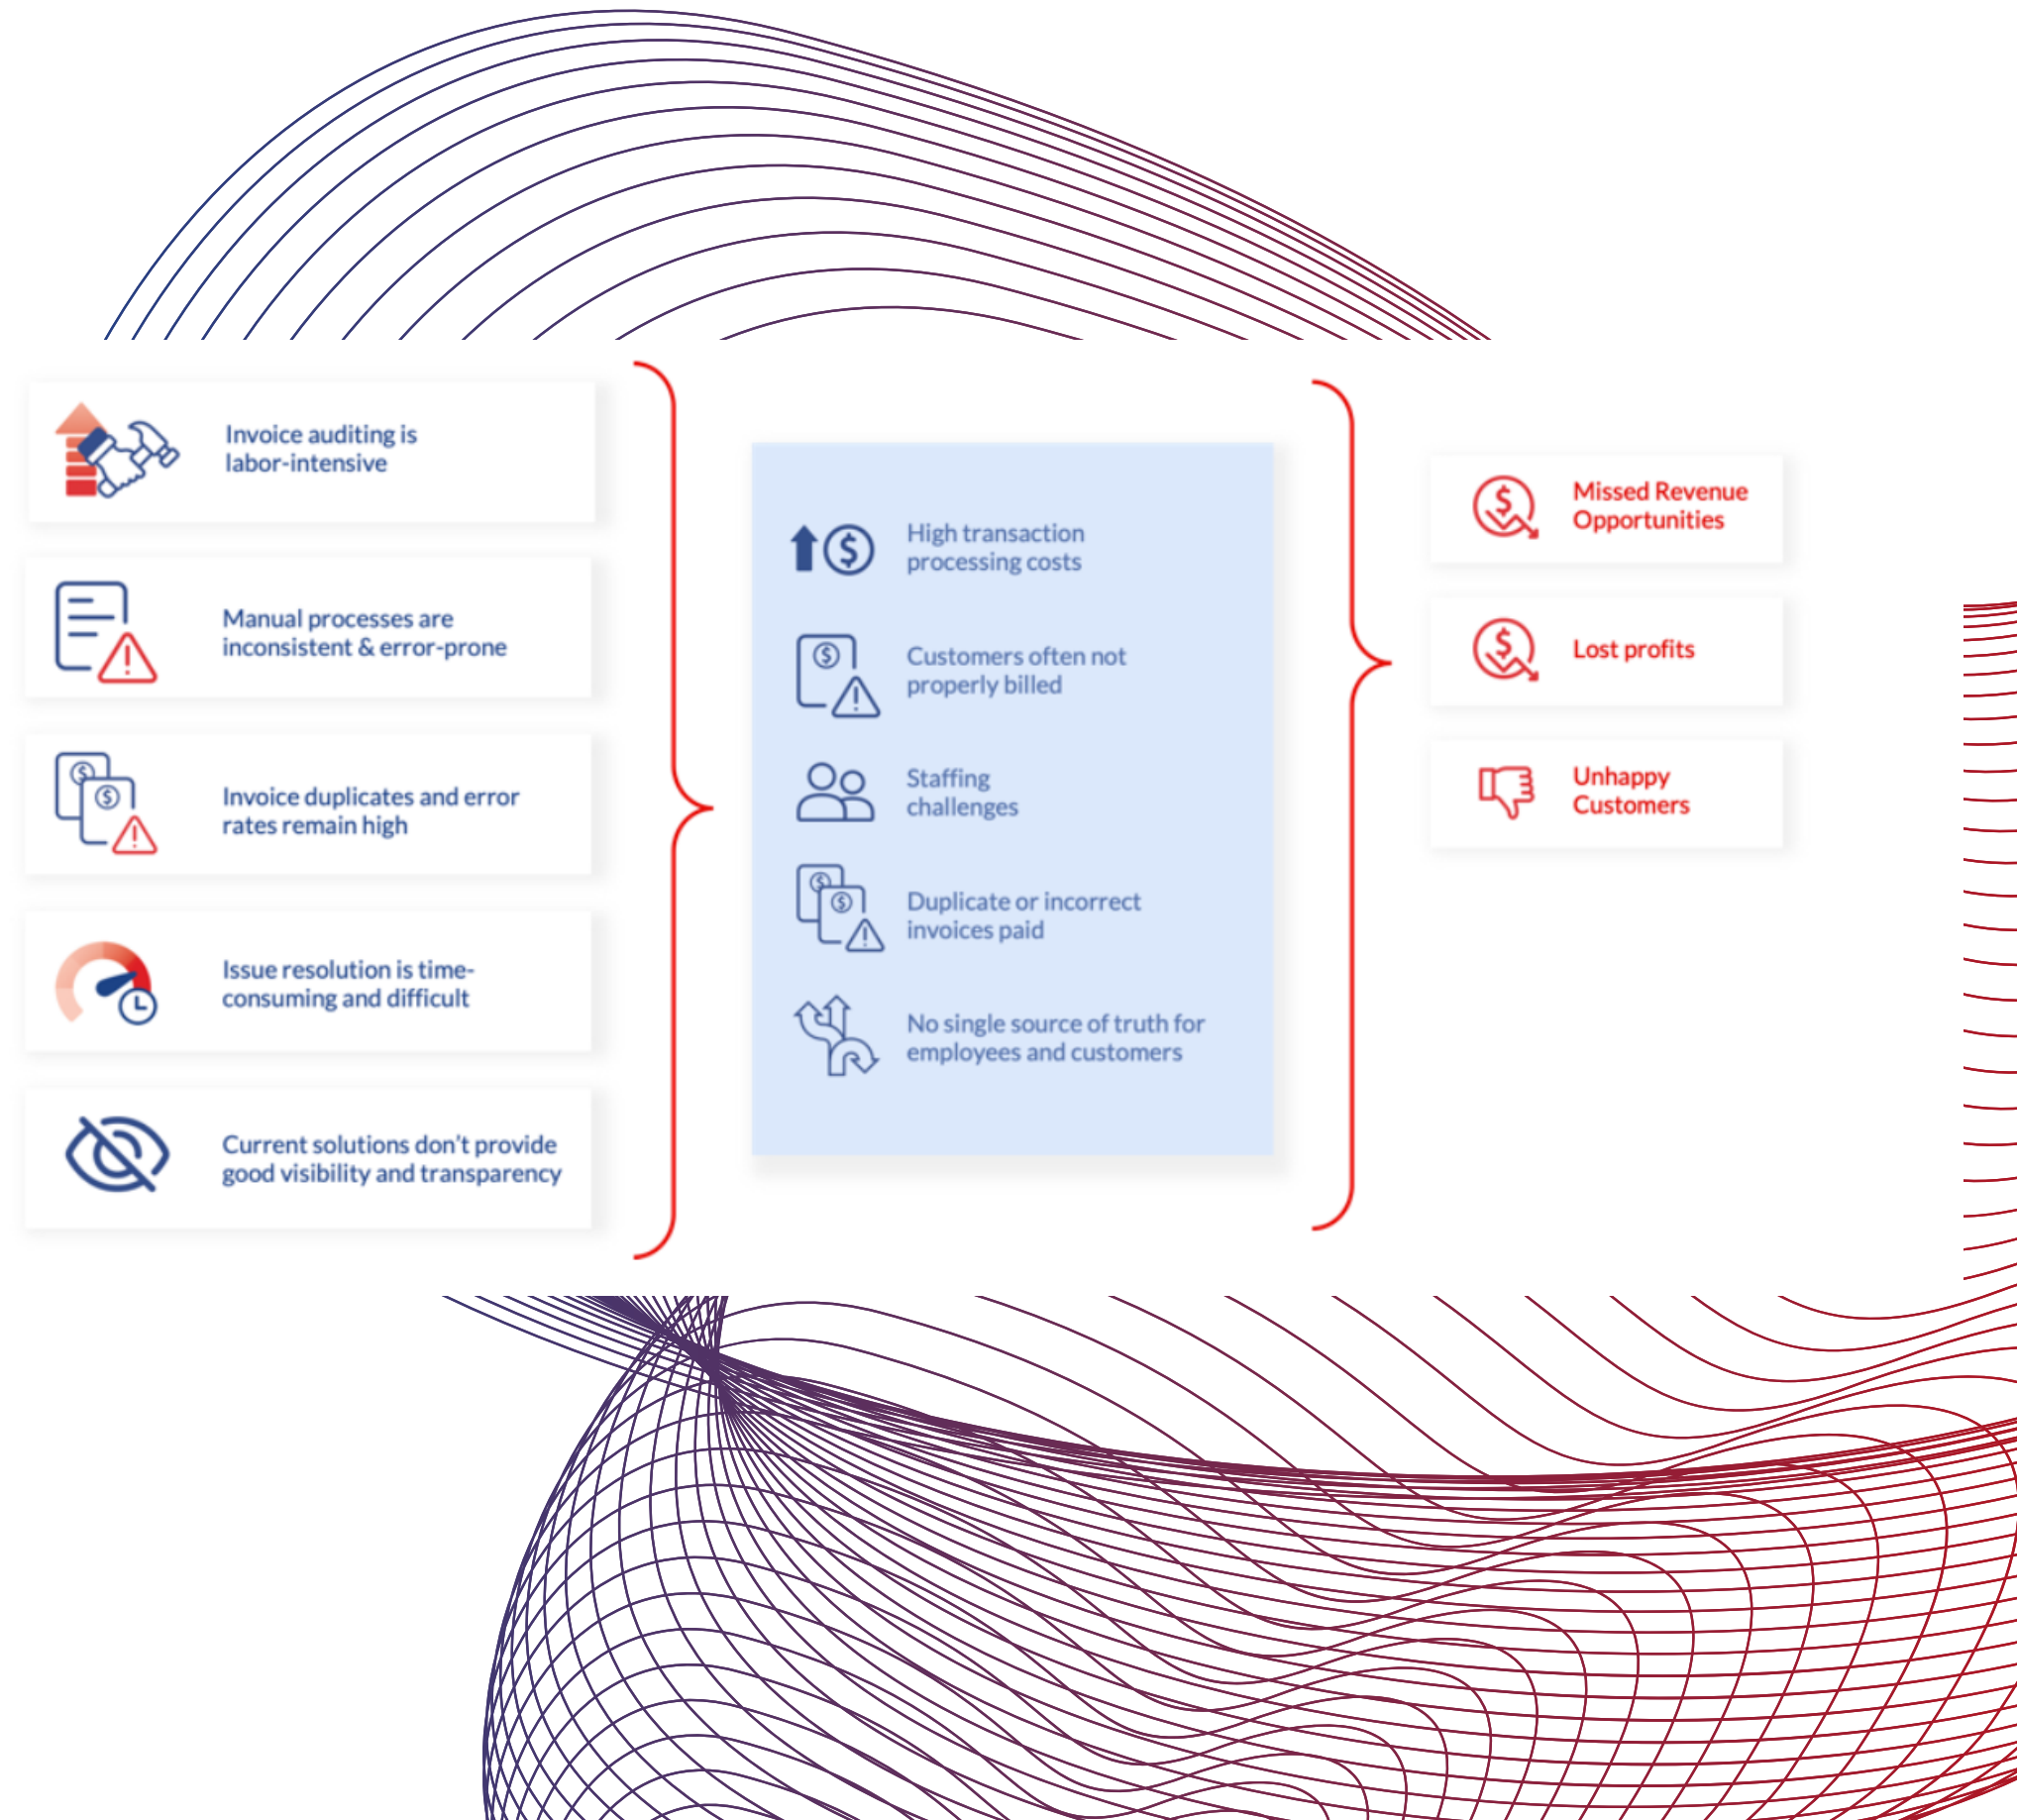 Invoice auditing is
labor-intensive
Manual processes are
inconsistent & error-prone
Invoice duplicates and error
rates remain high
Issue resolution is time-
consuming and difficult
Current solutions don't provide
good visibility and transparency
High transaction
processing costs
Customers often not
properly billed
Staffing
challenges
Duplicate or incorrect
invoices paid
No single source of truth for
employees and customers
Missed Revenue
Opportunities
Lost profits
Unhappy
Customers